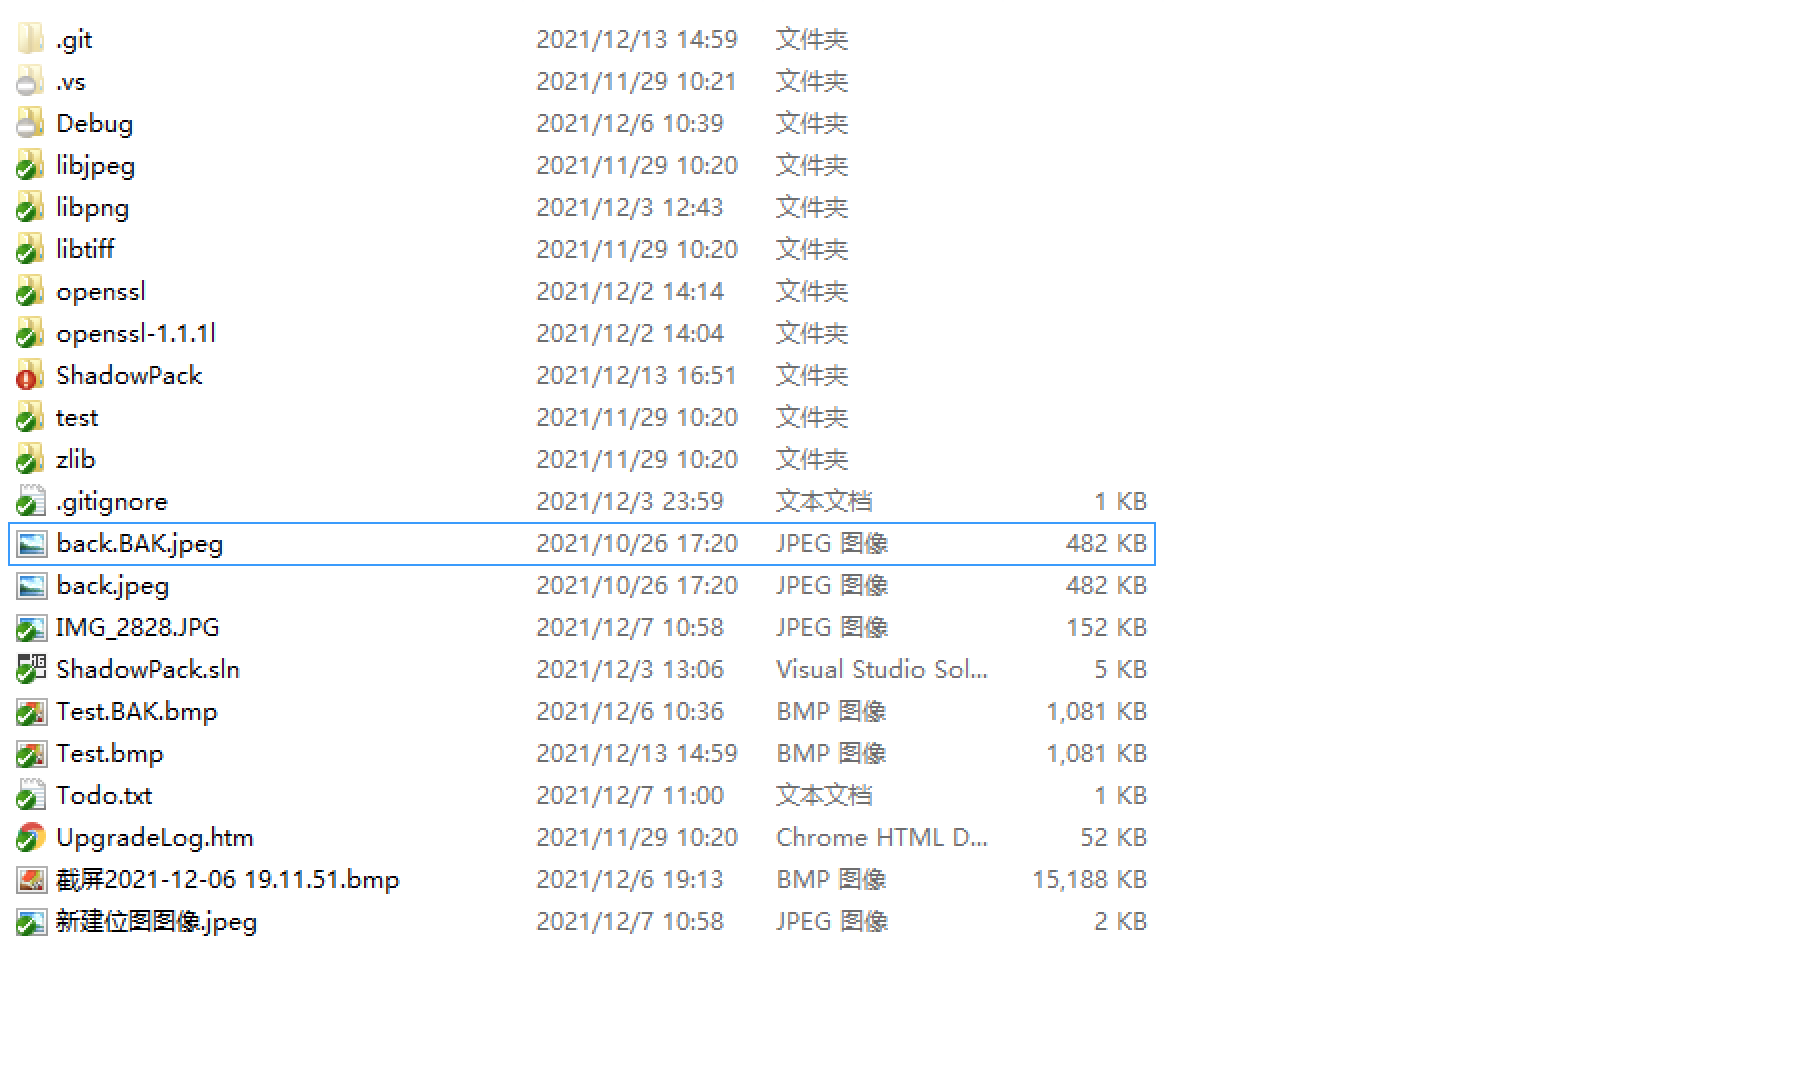 .git 2021/12/13 14:59 文件夹
.vs 2021/11/29 10:21 文件夹
Debug 2021/12/6 10:39 文件夹
libjpeg 2021/11/29 10:20 文件夹
libpng 2021/12/3 12:43 文件夹
libtiff 2021/11/29 10:20 文件夹
openssl 2021/12/2 14:14 文件夹
openssl-1.1.1l 2021/12/2 14:04 文件夹
ShadowPack 2021/12/13 16:51 文件夹
test 2021/11/29 10:20 文件夹
zlib 2021/11/29 10:20 文件夹
.gitignore 2021/12/3 23:59 文本文档 1 KB
back.BAK.jpeg 2021/10/26 17:20 JPEG 图像 482 KB
back.jpeg 2021/10/26 17:20 JPEG 图像 482 KB
IMG_2828.JPG 2021/12/7 10:58 JPEG 图像 152 KB
ShadowPack.sln 2021/12/3 13:06 Visual Studio Sol... 5 KB
Test.BAK.bmp 2021/12/6 10:36 BMP 图像 1,081 KB
Test.bmp 2021/12/13 14:59 BMP 图像 1,081 KB
Todo.txt 2021/12/7 11:00 文本文档 1 KB
UpgradeLog.htm 2021/11/29 10:20 Chrome HTML D... 52 KB
截屏2021-12-06 19.11.51.bmp 2021/12/6 19:13 BMP 图像 15,188 KB
新建位图图像.jpeg 2021/12/7 10:58 JPEG 图像 2 KB